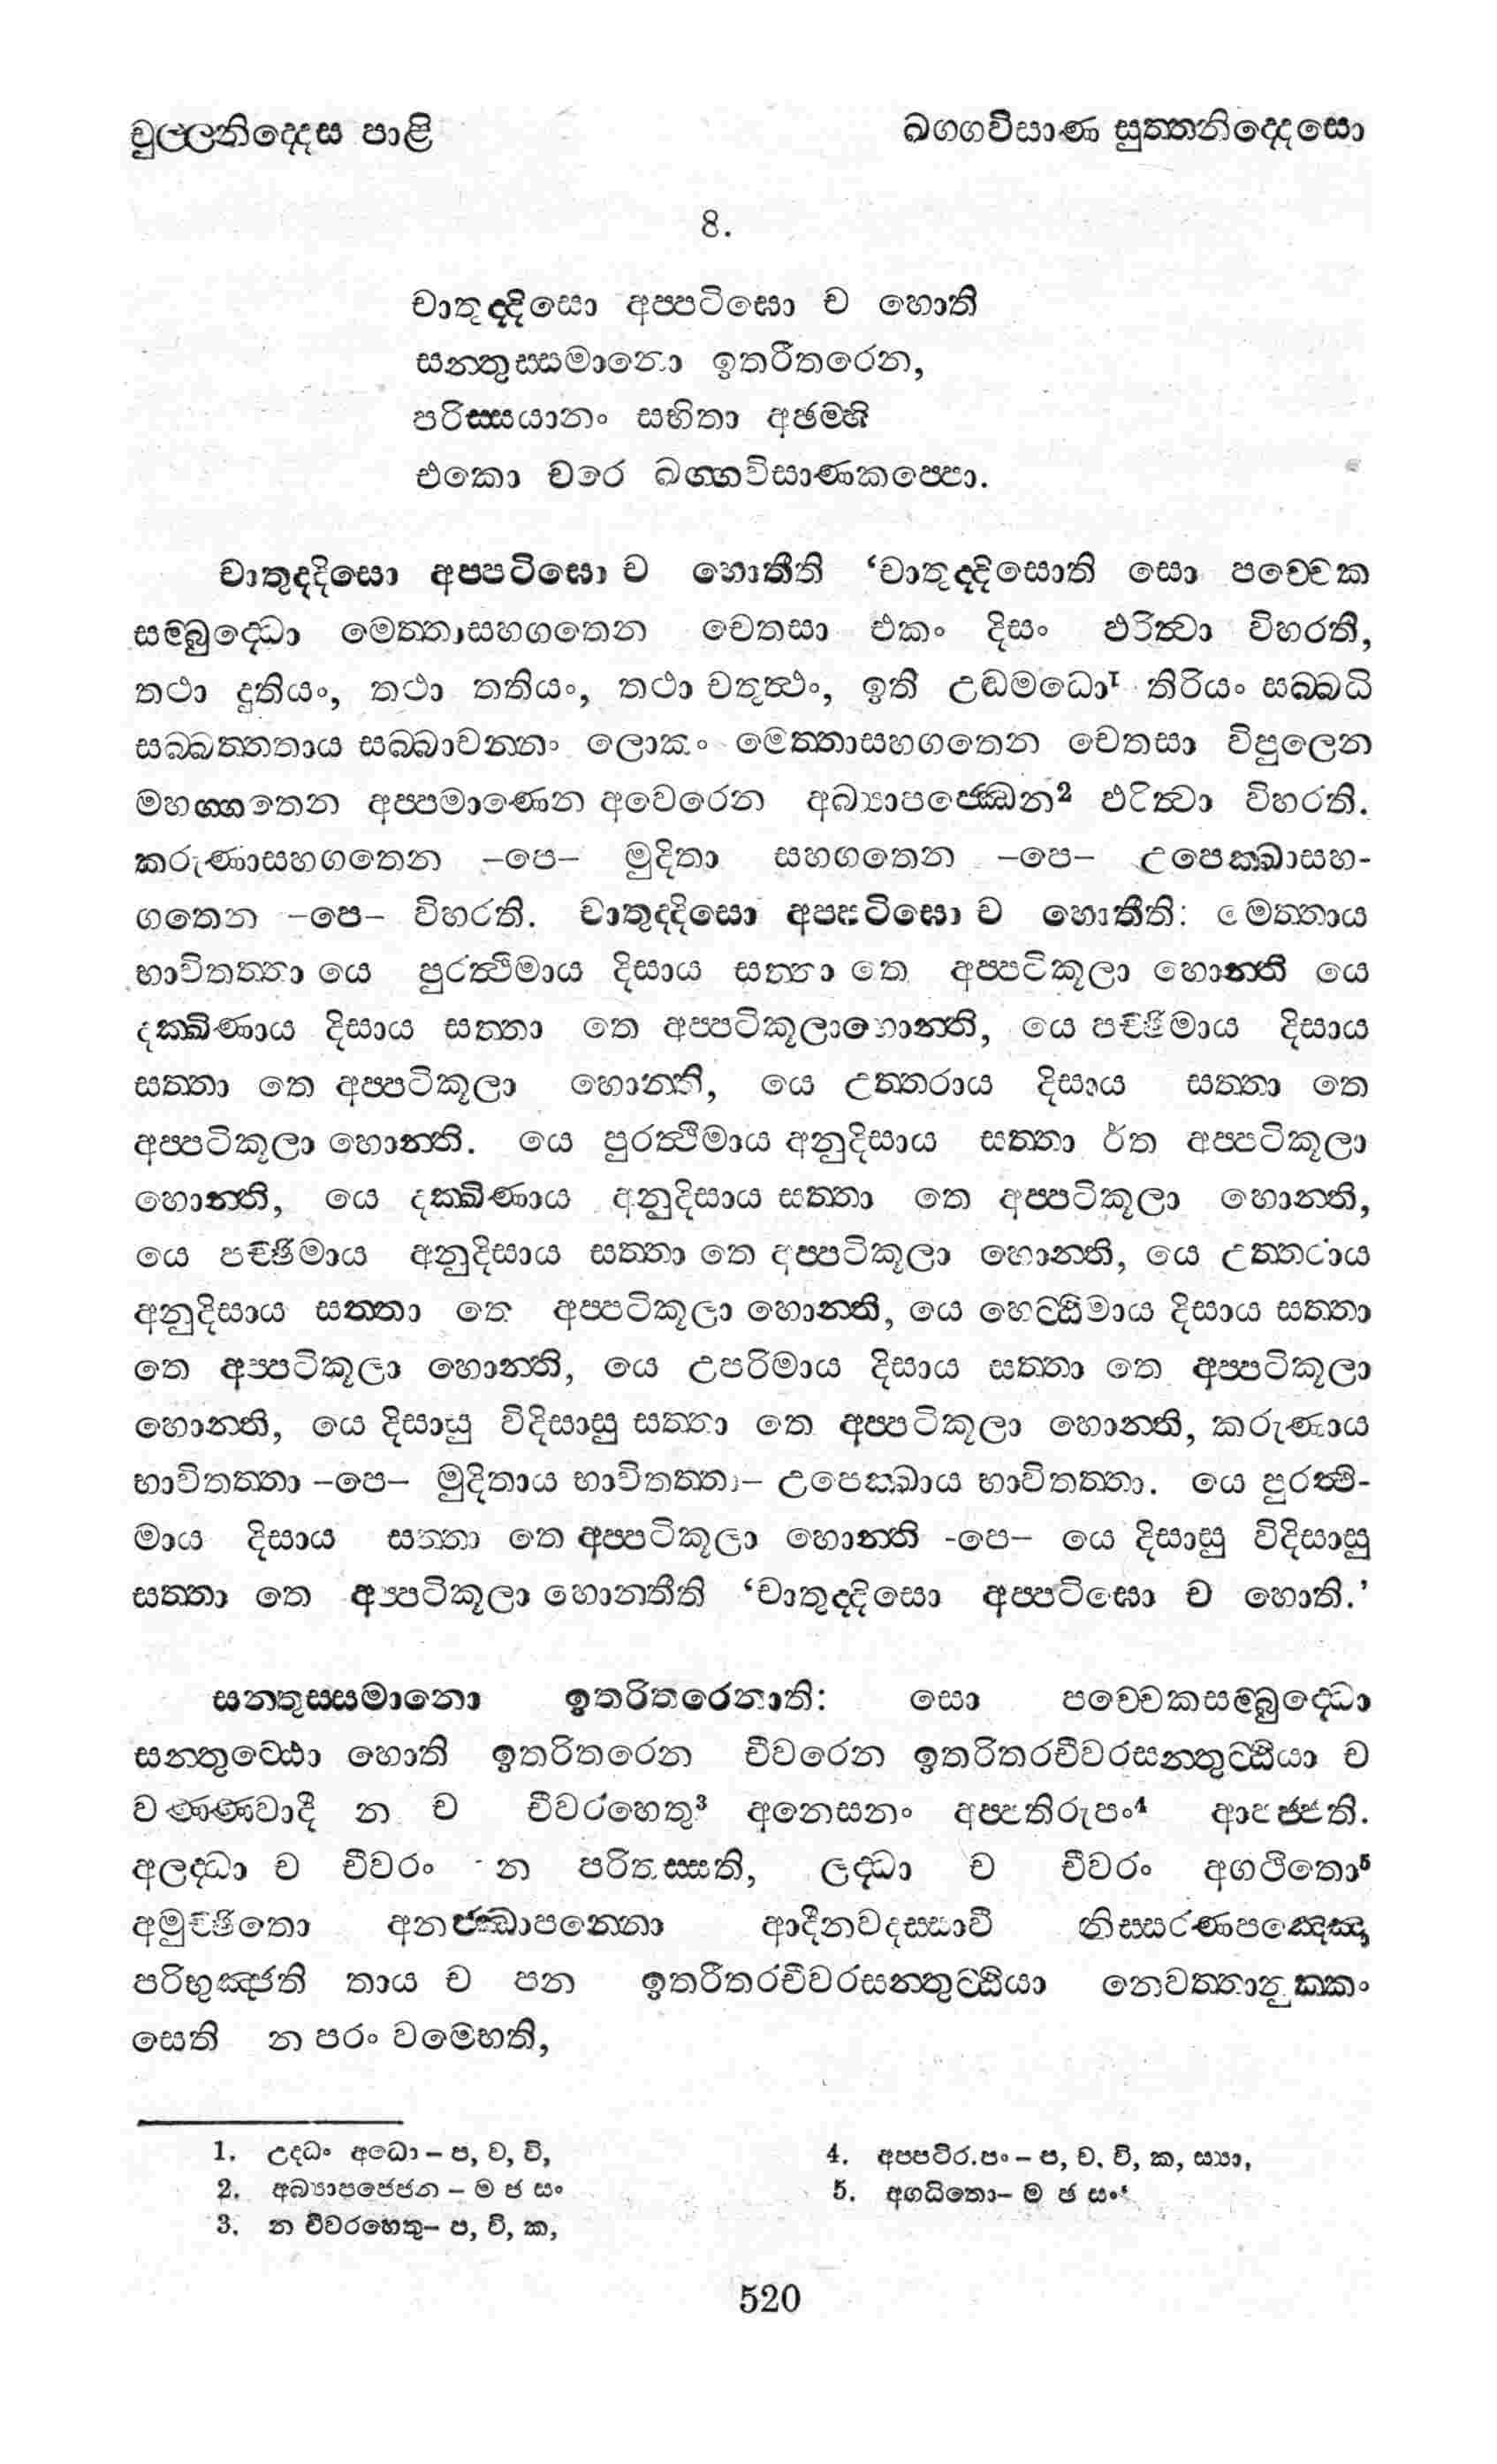 චුල්ලනිද්දෙස පාළි
ඛග්ගවිසාණ සුත්තනිද්දෙසො
8.
චාතුද්දිසො අප්පටිඝො ච හොති
සන්තුස්සමානො ඉතරීතරෙන,
පරිස්සයානං සහිතා අඡම්භි
එකො චරෙ ඛග්ගවිසාණකප්පො.
චාතුද්දිසො අප්පටිඝො ච හොතීති ‘චාතුද්දිසොති සො පච්චෙක
සම්බුද්ධො මෙත්තාසහගතෙන චෙතසා එකං දිසං ඵරිත්වා විහරති,
තථා දුතියං, තථා තතියං, තථා චතුත්ථං, ඉති උඬමධො1 තිරියං සබ්බධි
සබ්බත්තතාය සබ්බාවන්තං ලොකං මෙත්තාසහගතෙන චෙතසා විපුලෙන
මහග්ගතෙන අප්පමාණෙන අවෙරෙන අබ්‍යාපජ්ඣෙන2 ඵරිත්වා විහරති.
කරුණාසහගතෙන –පෙ– මුදිතා සහගතෙන –පෙ– උපෙක්ඛාසහ-
ගතෙන –පෙ– විහරති. චාතුද්දිසො අප්පටිඝො ච හොතීති: මෙත්තාය
භාවිතත්තා යෙ පුරත්ථිමාය දිසාය සත්තා තෙ අප්පටිකූලා හොන්ති යෙ
දක්ඛිණාය දිසාය සත්තා තෙ අප්පටිකූලාහොන්ති, යෙ පච්ඡිමාය දිසාය
සත්තා තෙ අප්පටිකූලා හොන්ති, යෙ උත්තරාය දිසාය සත්තා තෙ
අප්පටිකූලා හොන්ති. යෙ පුරත්ථිමාය අනුදිසාය සත්තා තෙ අප්පටිකූලා
හොන්ති, යෙ දක්ඛිණාය අනුදිසාය සත්තා තෙ අප්පටිකූලා හොන්ති,
යෙ පච්ඡිමාය අනුදිසාය සත්තා තෙ අප්පටිකූලා හොන්ති, යෙ උත්තරාය
අනුදිසාය සත්තා තෙ අප්පටිකූලා හොන්ති, යෙ හෙට්ඨිමාය දිසාය සත්තා
තෙ අප්පටිකූලා හොන්ති, යෙ උපරිමාය දිසාය සත්තා තෙ අප්පටිකූලා
හොන්ති, යෙ දිසාසු විදිසාසු සත්තා තෙ අප්පටිකූලා හොන්ති, කරුණාය
භාවිතත්තා –පෙ– මුදිතාය භාවිතත්තා– උපෙක්ඛාය භාවිතත්තා. යෙ පුරත්ථි-
මාය දිසාය සත්තා තෙ අප්පටිකූලා හොන්ති -පෙ– යෙ දිසාසු විදිසාසු
සත්තා තෙ අප්පටිකූලා හොන්තීති ‘චාතුද්දිසො අප්පටිඝො ච හොති.’
සන්තුස්සමානො ඉතරිතරෙනාති: සො පච්චෙකසම්බුද්ධො
සන්තුට්ඨො හොති ඉතරිතරෙන චීවරෙන ඉතරිතරචීවරසන්තුට්ඨියා ච
වණ්ණවාදී න ච චීවරහෙතු3 අනෙසනං අප්පතිරුපං4 ආපජ්ජති.
අලද්ධා ච චීවරං න පරිතස්සති, ලද්ධා ච චීවරං අගථිතො5
අමුච්ඡිතො අනජ්ඣාපන්නො ආදීනවදස්සාවී නිස්සරණපඤ්ඤො
පරිභුඤ්ජති තාය ච පන ඉතරීතරචීවරසන්තුට්ඨියා නෙවත්තානුක්කං
සෙති න පරං වම්භෙති,
1. උද්ධං අධො – ප, ව, වි,
2. අබ්‍යාපජ්ජෙන – ම ජ සං
3. න චීවරහෙතු– ප, වි, ක,
4. අප්පටිරූපං – ප, ව, වි, ක, ස්‍යා,
5. අගධිතො– ම ඡ සං
520